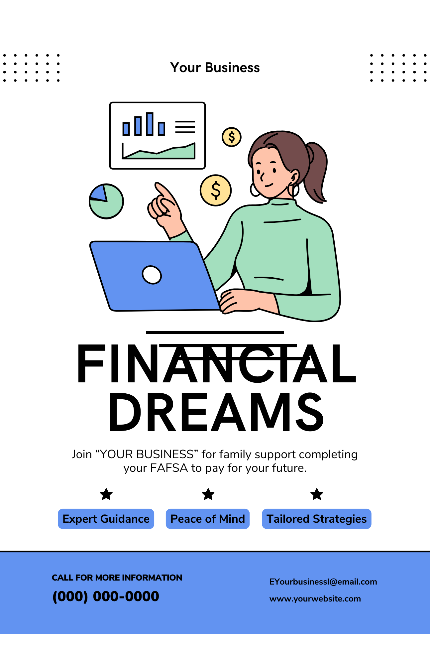 Your Business
$
$
FINANCIAL
DREAMS
Join “YOUR BUSINESS” for family support completing
your FAFSA to pay for your future.
Expert Guidance
Peace of Mind
Tailored Strategies
CALL FOR MORE INFORMATION
(000) 000-0000
EYourbusinessl@email.com
www.yourwebsite.com